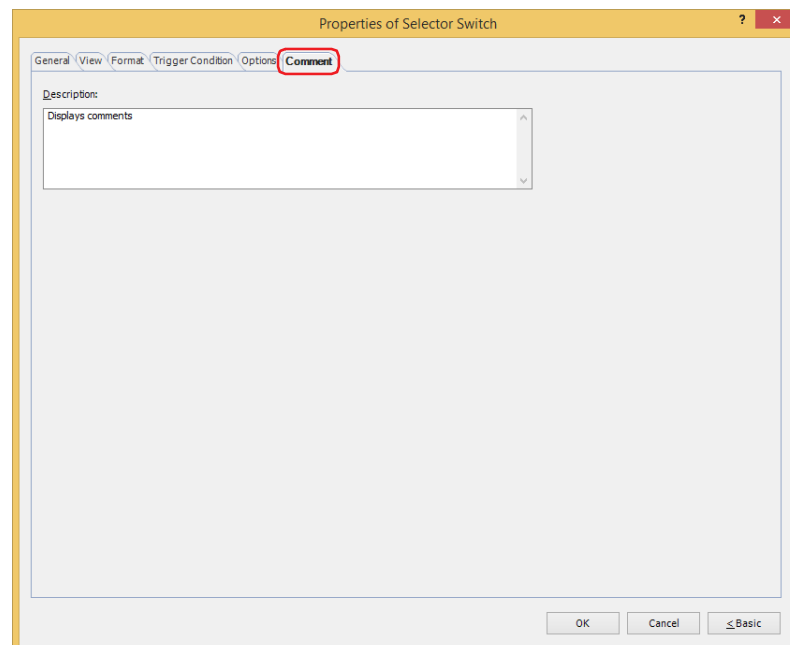 Properties of Selector Switch ? ×
General View Format Trigger Condition Options Comment
Description:
Displays comments
OK Cancel < Basic